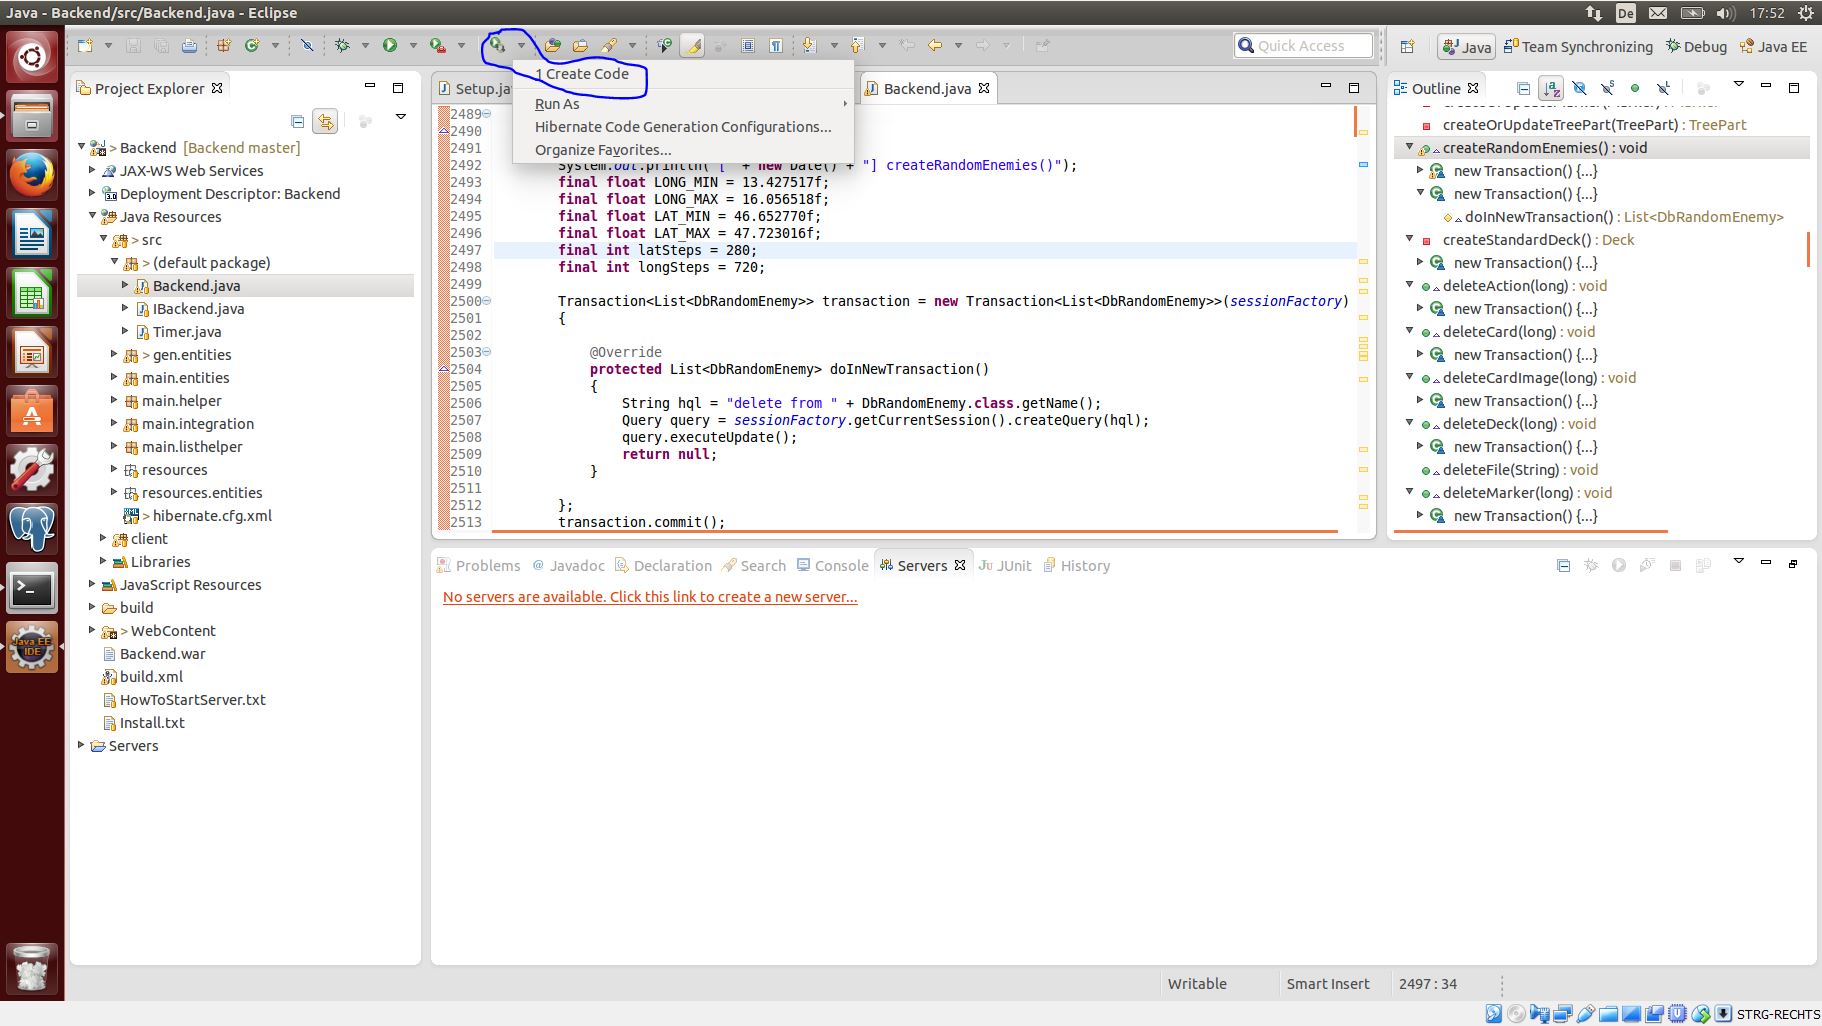 Java - Backend/src/Backend.java - Eclipse
De
17:52
Quick Access
Java
Team Synchronizing
Debug
Java EE
1 Create Code
Run As
Hibernate Code Generation Configurations...
Organize Favorites...
Project Explorer
> Backend [Backend master]
JAX-WS Web Services
Deployment Descriptor: Backend
Java Resources
> src
> (default package)
Backend.java
IBackend.java
Timer.java
> gen.entities
main.entities
main.helper
main.integration
main.listhelper
resources
resources.entities
> hibernate.cfg.xml
client
Libraries
JavaScript Resources
build
> WebContent
Backend.war
build.xml
HowToStartServer.txt
Install.txt
Servers
Java EE
IDE
Setup.ja
Backend.java
2489
2490
2491
2492 System.out.println("[" + new Date() + "] createRandomEnemies()");
2493 final float LONG_MIN = 13.427517f;
2494 final float LONG_MAX = 16.056518f;
2495 final float LAT_MIN = 46.652770f;
2496 final float LAT_MAX = 47.723016f;
2497 final int latSteps = 280;
2498 final int longSteps = 720;
2499
2500 Transaction<List<DbRandomEnemy>> transaction = new Transaction<List<DbRandomEnemy>>(sessionFactory)
2501 {
2502
2503 @Override
2504 protected List<DbRandomEnemy> doInNewTransaction()
2505 {
2506 String hql = "delete from " + DbRandomEnemy.class.getName();
2507 Query query = sessionFactory.getCurrentSession().createQuery(hql);
2508 query.executeUpdate();
2509 return null;
2510 }
2511
2512 };
2513 transaction.commit();
Outline
createOrUpdateTreePart(TreePart) : TreePart
createRandomEnemies() : void
new Transaction() {...}
new Transaction() {...}
doInNewTransaction() : List<DbRandomEnemy>
createStandardDeck() : Deck
new Transaction() {...}
deleteAction(long) : void
new Transaction() {...}
deleteCard(long) : void
new Transaction() {...}
deleteCardImage(long) : void
new Transaction() {...}
deleteDeck(long) : void
new Transaction() {...}
deleteFile(String) : void
deleteMarker(long) : void
new Transaction() {...}
Problems
@ Javadoc
Declaration
Search
Console
Servers
JUnit
History
No servers are available. Click this link to create a new server...
Writable
Smart Insert
2497 : 34
STRG-RECHTS